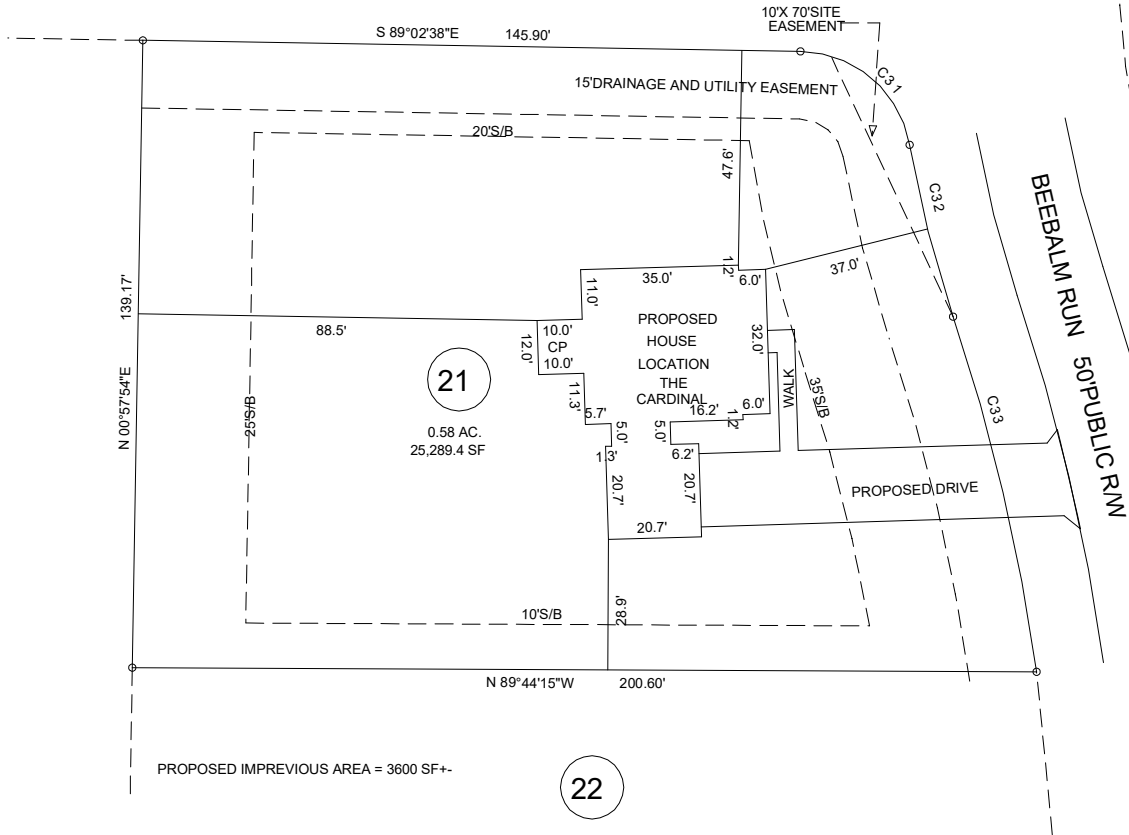 10'X 70'SITE
EASEMENT
S 89°02'38"E 145.90'
C31
15'DRAINAGE AND UTILITY EASEMENT
20'S/B
47.6'
C32
BEEBALM RUN 50'PUBLIC R/W
1.2'
37.0'
35.0'
6.0'
11.0'
139.17'
N 00°57'54"E
88.5'
10.0'
CP
10.0'
12.0'
PROPOSED
HOUSE
LOCATION
THE
CARDINAL
32.0'
WALK
35'S/B
21
11.3'
25'S/B
5.7'
16.2'
1.2'
6.0'
C33
0.58 AC.
25,289.4 SF
5.0'
5.0'
1.3'
6.2'
20.7'
20.7'
PROPOSED DRIVE
20.7'
10'S/B
28.9'
N 89°44'15"W 200.60'
PROPOSED IMPREVIOUS AREA = 3600 SF+-
22